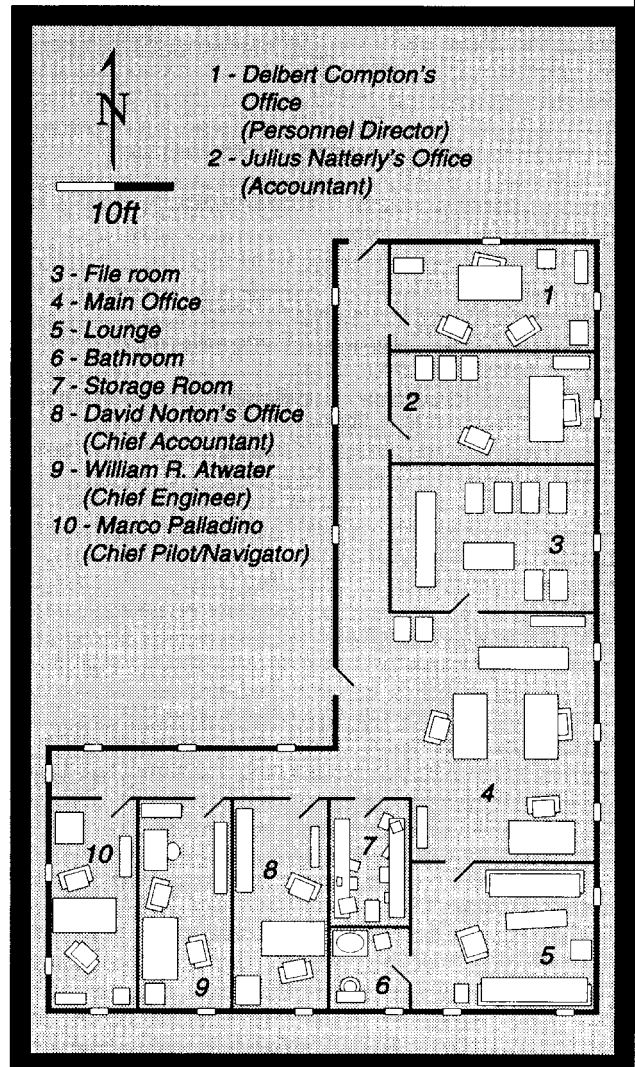 N
10ft
1 - Delbert Compton's
Office
(Personnel Director)
2 - Julius Natterly's Office
(Accountant)
3 - File room
4 - Main Office
5 - Lounge
6 - Bathroom
7 - Storage Room
8 - David Norton's Office
(Chief Accountant)
9 - William R. Atwater
(Chief Engineer)
10 - Marco Palladino
(Chief Pilot/Navigator)
1
2
3
4
10
9
8
7
6
5